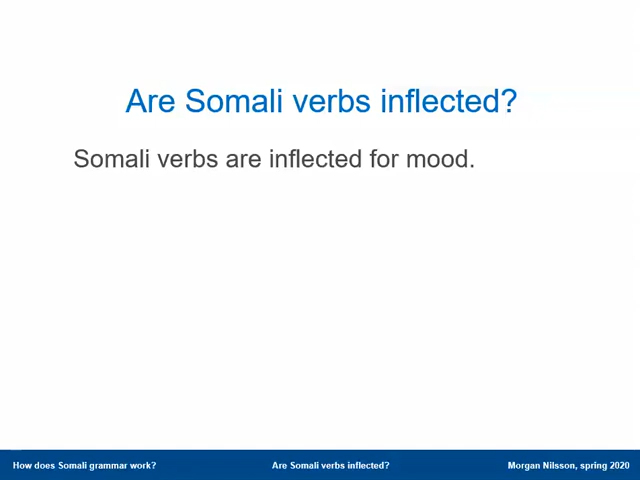 Are Somali verbs inflected?
Somali verbs are inflected for mood.
How does Somali grammar work?
Are Somali verbs inflected?
Morgan Nilsson, spring 2020